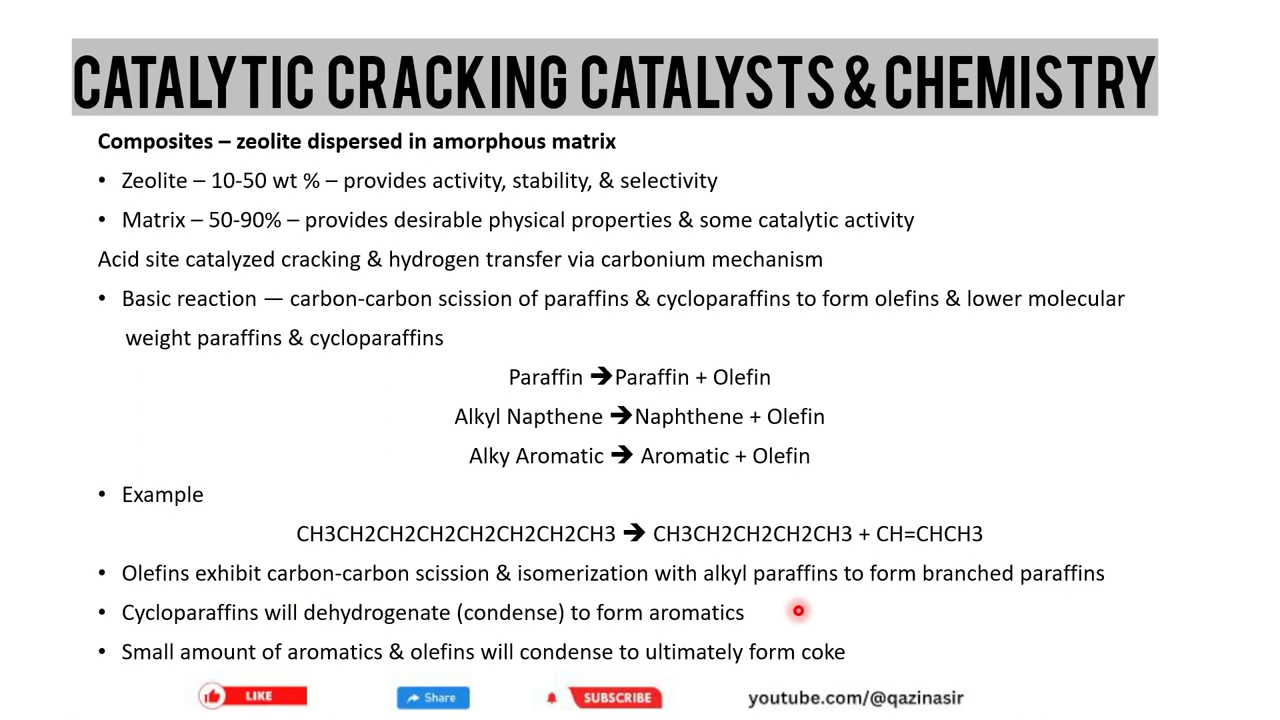 CATALYTIC CRACKING CATALYSTS & CHEMISTRY
Composites – zeolite dispersed in amorphous matrix
• Zeolite – 10-50 wt % – provides activity, stability, & selectivity
• Matrix – 50-90% – provides desirable physical properties & some catalytic activity
Acid site catalyzed cracking & hydrogen transfer via carbonium mechanism
• Basic reaction — carbon-carbon scission of paraffins & cycloparaffins to form olefins & lower molecular
weight paraffins & cycloparaffins
Paraffin ➔Paraffin + Olefin
Alkyl Napthene ➔Naphthene + Olefin
Alky Aromatic ➔ Aromatic + Olefin
• Example
CH3CH2CH2CH2CH2CH2CH2CH3 ➔ CH3CH2CH2CH2CH3 + CH=CHCH3
• Olefins exhibit carbon-carbon scission & isomerization with alkyl paraffins to form branched paraffins
• Cycloparaffins will dehydrogenate (condense) to form aromatics
• Small amount of aromatics & olefins will condense to ultimately form coke
LIKE Share SUBSCRIBE youtube.com/@qazinasir